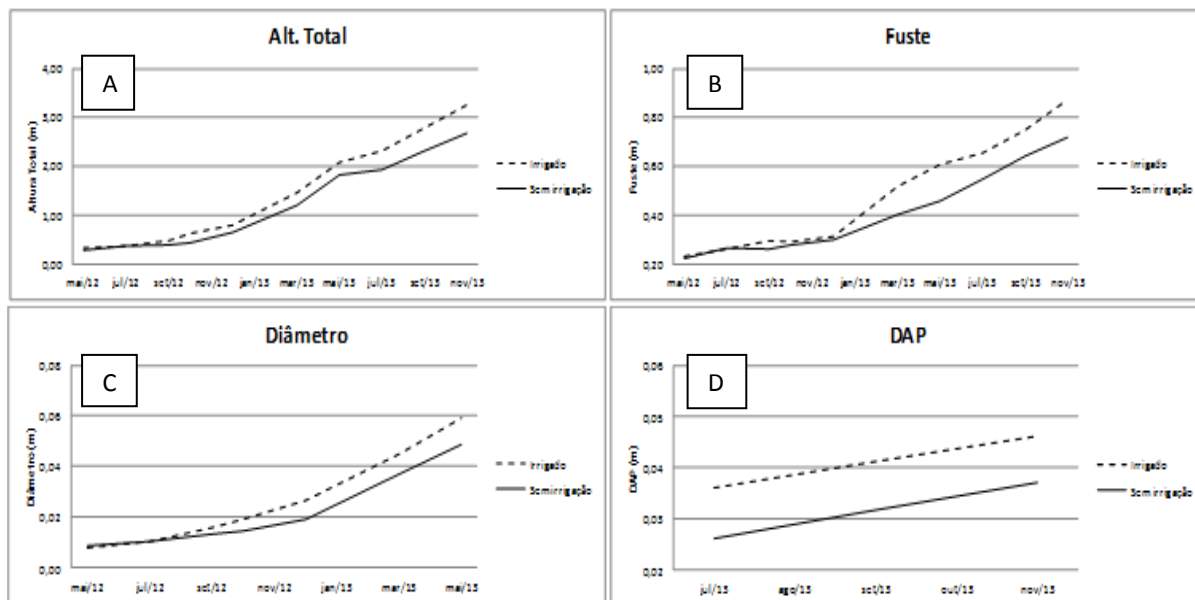 Alt. Total
A
4,00
3,00
2,00
1,00
0,00
Altura Total (m)
mai/12 jul/12 set/12 nov/12 jan/13 mar/13 mai/13 jul/13 set/13 nov/13
Irrigado
Sem irrigação
Fuste
B
1,00
0,80
0,60
0,40
0,20
Fuste (m)
mai/12 jul/12 set/12 nov/12 jan/13 mar/13 mai/13 jul/13 set/13 nov/13
Irrigado
Sem irrigação
Diâmetro
C
0,08
0,06
0,04
0,02
0,00
Diâmetro (m)
mai/12 jul/12 set/12 nov/12 jan/13 mar/13 mai/13
Irrigado
Sem irrigação
DAP
D
0,06
0,05
0,04
0,03
0,02
DAP (m)
jul/13 ago/13 set/13 out/13 nov/13
Irrigado
Sem irrigação